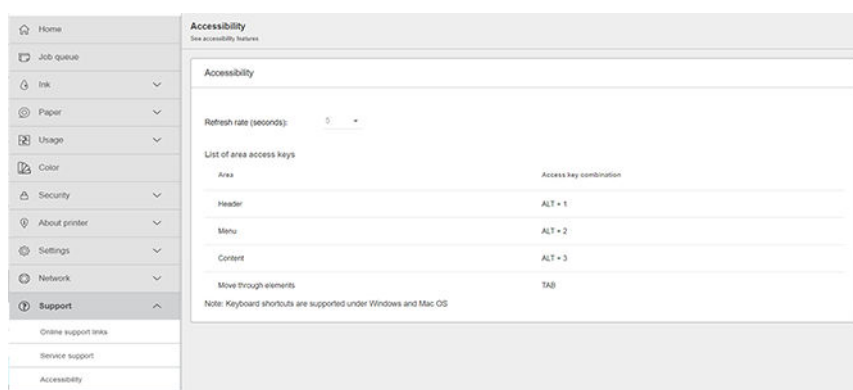 Home
Job queue
Ink
Paper
Usage
Color
Security
About printer
Settings
Network
Support
Online support links
Service support
Accessibility
Accessibility
See accessibility features
Accessibility
Refresh rate (seconds): 5
List of area access keys
Area Access key combination
Header ALT + 1
Menu ALT + 2
Content ALT + 3
Move through elements TAB
Note: Keyboard shortcuts are supported under Windows and Mac OS